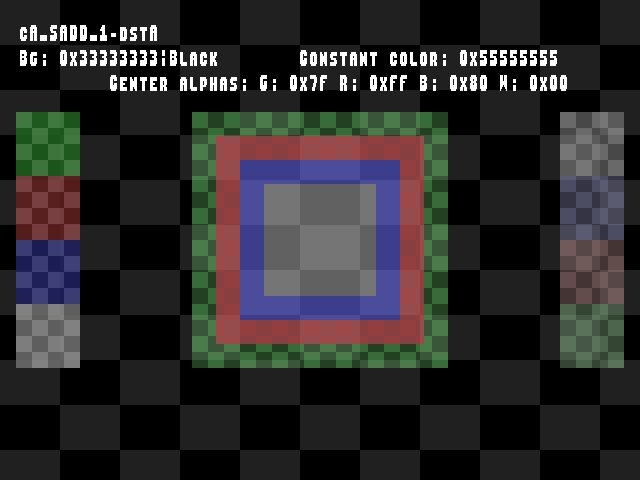 cA_SADD_1-dstA
Bg: 0x33333333¦Black Constant color: 0x55555555
Center alphas: G: 0x7f R: 0xff B: 0x80 W: 0x00